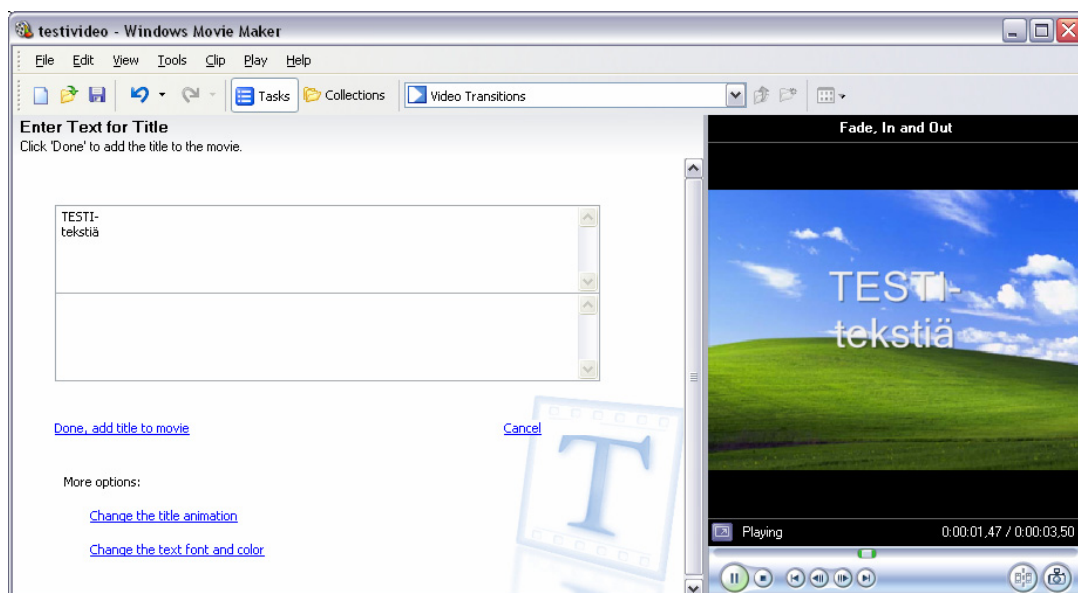 testivideo - Windows Movie Maker
File Edit View Tools Clip Play Help
Tasks Collections Video Transitions
Enter Text for Title
Click 'Done' to add the title to the movie.
TESTI-
tekstiä
Done, add title to movie
Cancel
More options:
Change the title animation
Change the text font and color
T
Fade, In and Out
TESTI-
tekstiä
Playing
0:00:01,47 / 0:00:03,50